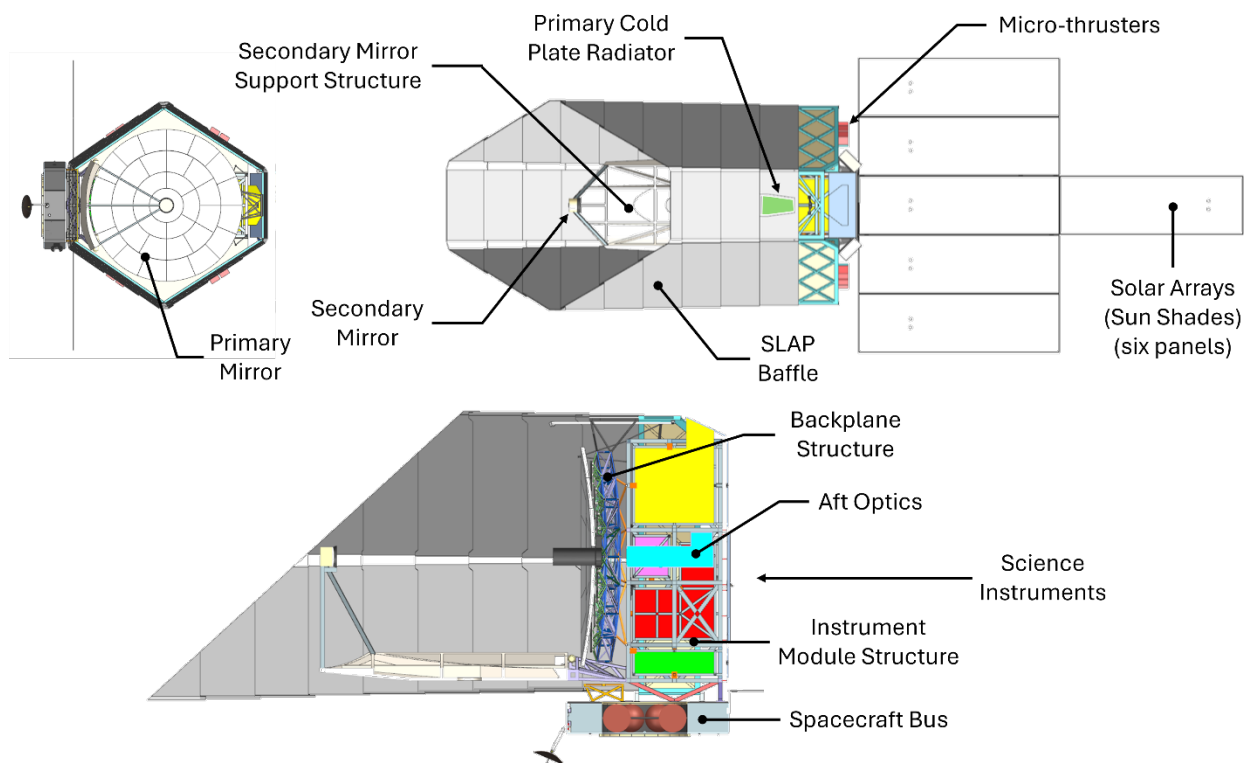 Secondary Mirror
Support Structure
Primary Cold
Plate Radiator
Micro-thrusters
Primary
Mirror
Secondary
Mirror
SLAP
Baffle
Solar Arrays
(Sun Shades)
(six panels)
Backplane
Structure
Aft Optics
Science
Instruments
Instrument
Module Structure
Spacecraft Bus